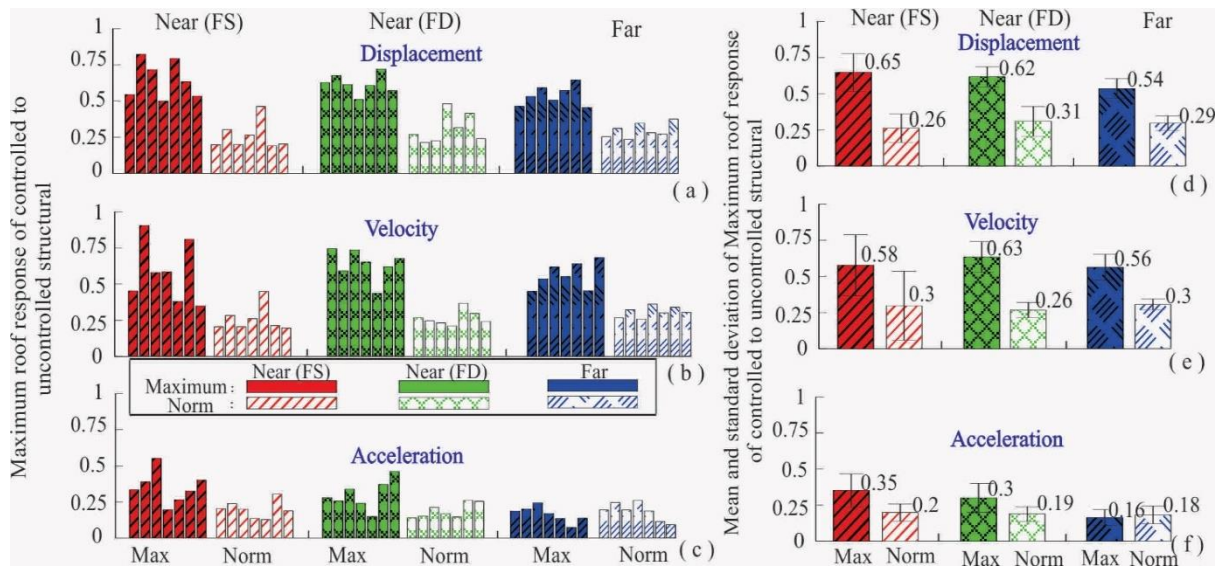 Maximum roof response of controlled to
uncontrolled structural
1
0.75
0.5
0.25
0
Near (FS)
Near (FD)
Far
Displacement
( a )
1
0.75
0.5
0.25
0
Velocity
( b )
Near (FS)
Near (FD)
Far
Maximum :
Norm :
1
0.75
0.5
0.25
0
Acceleration
Max
Norm
Max
Norm
Max
Norm
( c )
Mean and standard deviation of Maximum roof response
of controlled to uncontrolled structural
1
0.75
0.5
0.25
0
Near (FS)
Near (FD)
Far
Displacement
0.65
0.26
0.62
0.31
0.54
0.29
( d )
1
0.75
0.5
0.25
0
Velocity
0.58
0.3
0.63
0.26
0.56
0.3
( e )
1
0.75
0.5
0.25
0
Acceleration
0.35
0.2
0.3
0.19
0.16
0.18
Max
Norm
Max
Norm
Max
Norm
( f )